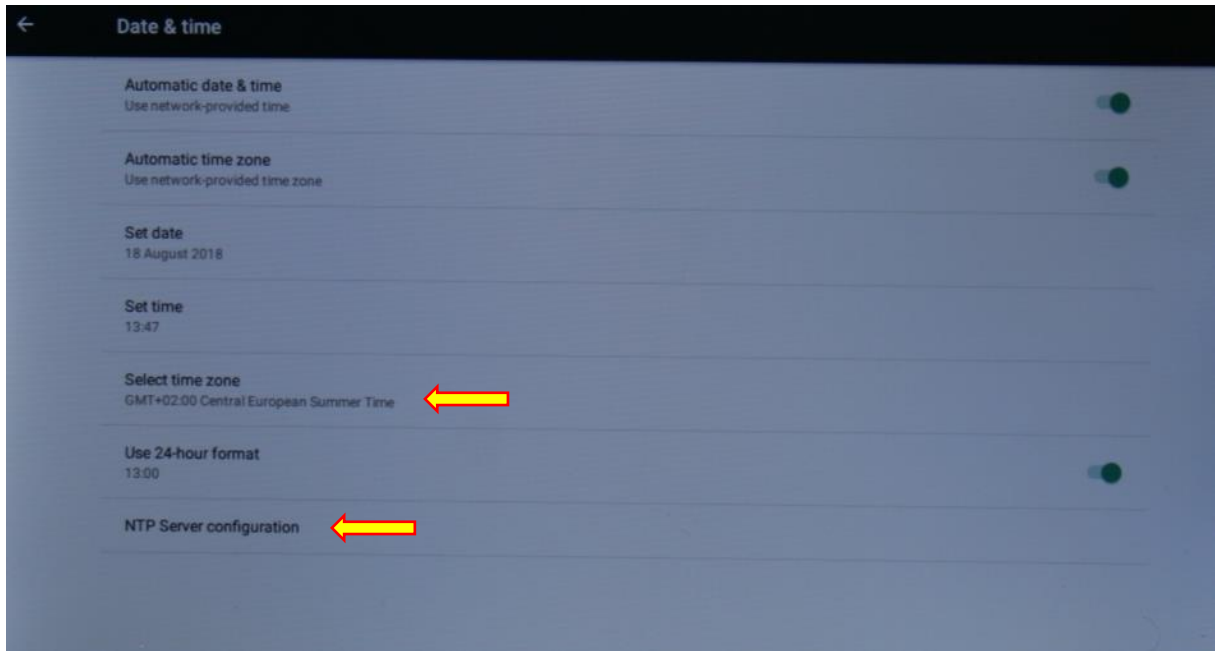 Date & time
Automatic date & time
Use network-provided time
Automatic time zone
Use network-provided time zone
Set date
18 August 2018
Set time
13:47
Select time zone
GMT+02:00 Central European Summer Time
Use 24-hour format
13:00
NTP Server configuration